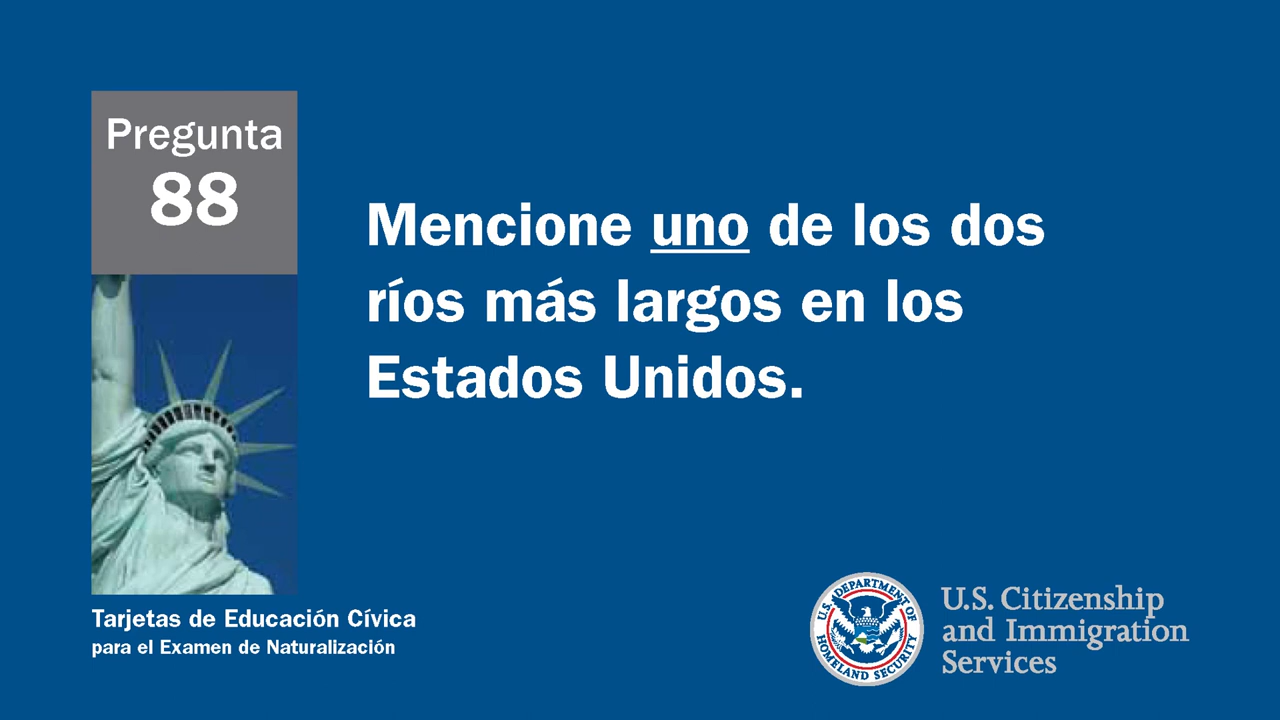 Pregunta
88
Mencione uno de los dos
ríos más largos en los
Estados Unidos.
Tarjetas de Educación Cívica
para el Examen de Naturalización
U.S. DEPARTMENT OF
HOMELAND SECURITY
U.S. Citizenship
and Immigration
Services